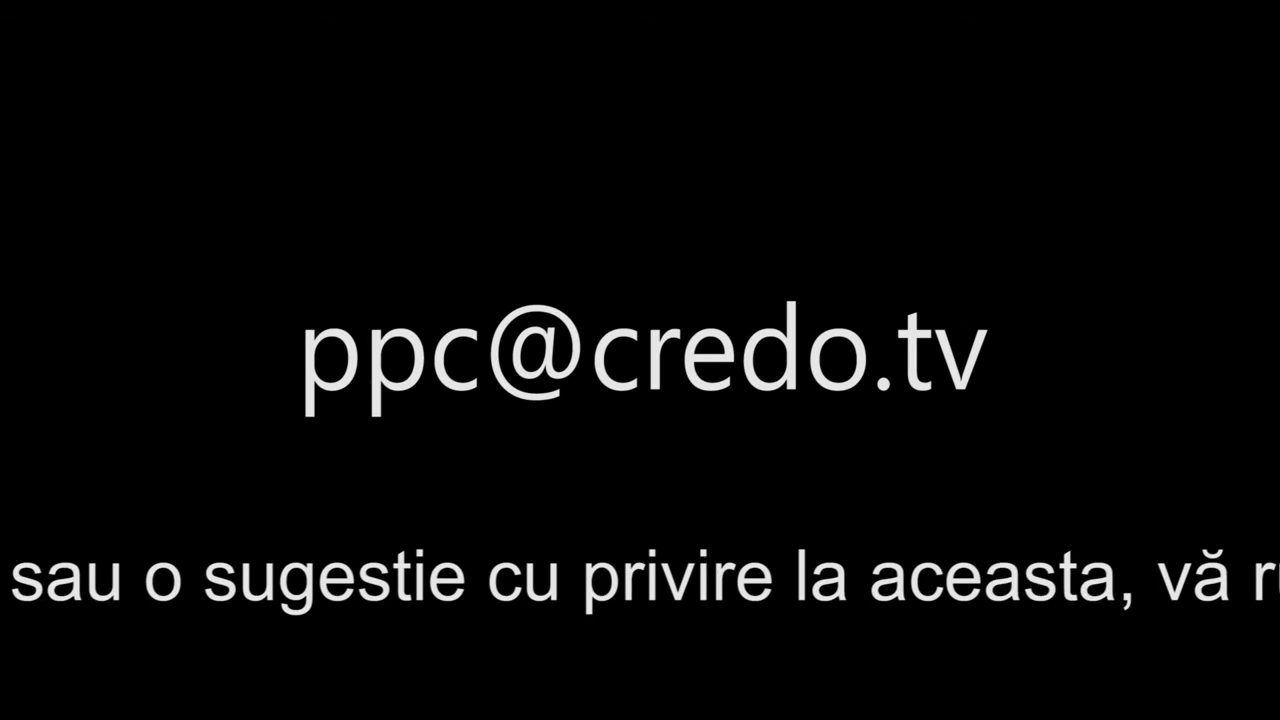 ppc@credo.tv
sau o sugestie cu privire la aceasta, vă